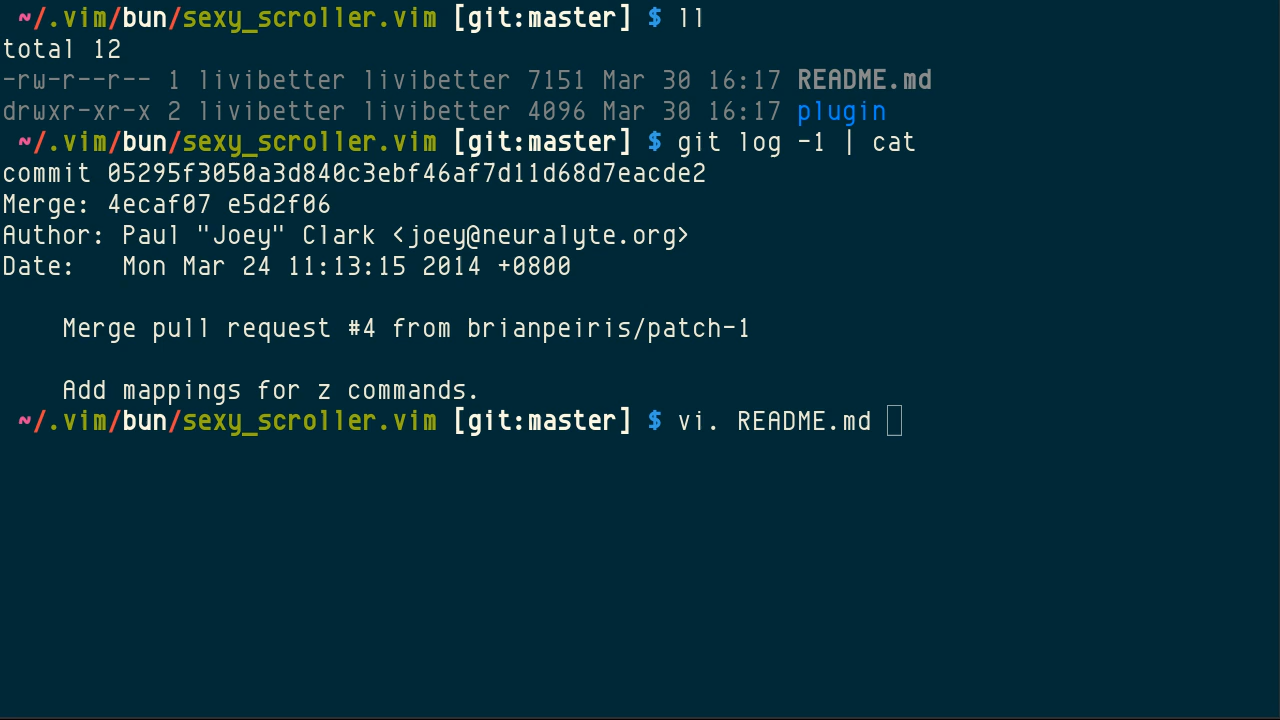 ~/.vim/bun/sexy_scroller.vim [git:master] $ ll
total 12
-rw-r--r-- 1 livibetter livibetter 7151 Mar 30 16:17 README.md
drwxr-xr-x 2 livibetter livibetter 4096 Mar 30 16:17 plugin
~/.vim/bun/sexy_scroller.vim [git:master] $ git log -1 | cat
commit 05295f3050a3d840c3ebf46af7d11d68d7eacde2
Merge: 4ecaf07 e5d2f06
Author: Paul "Joey" Clark <joey@neuralyte.org>
Date:   Mon Mar 24 11:13:15 2014 +0800
    Merge pull request #4 from brianpeiris/patch-1
    Add mappings for z commands.
~/.vim/bun/sexy_scroller.vim [git:master] $ vi. README.md